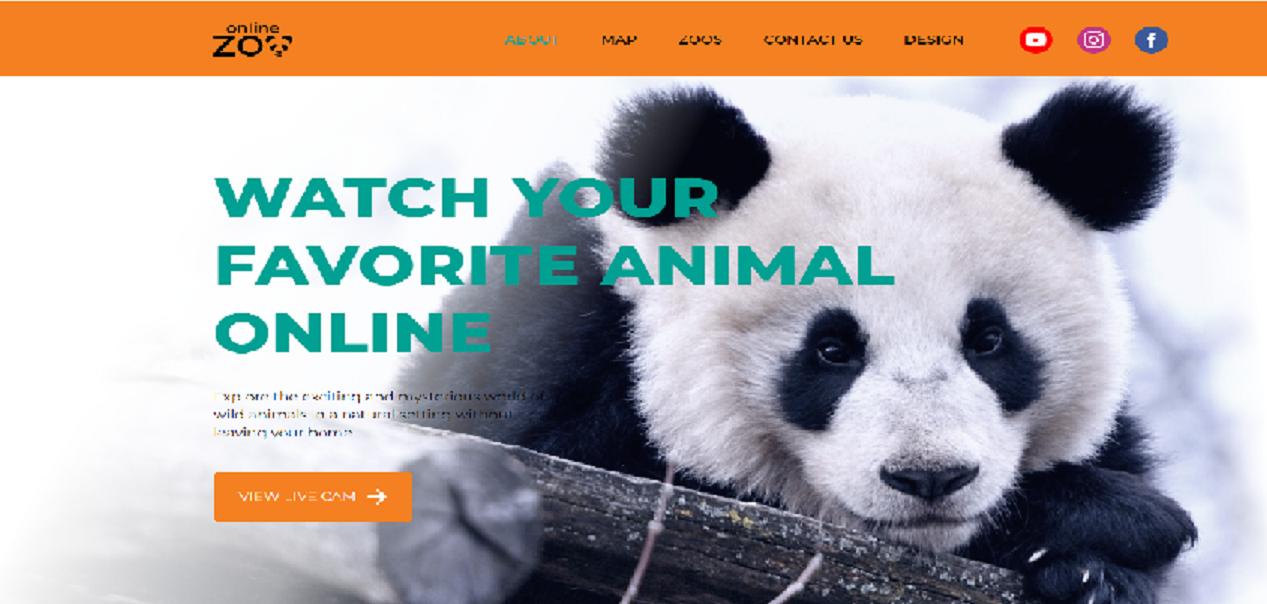 online
ZOO
ABOUT
MAP
ZOOS
CONTACT US
DESIGN
WATCH YOUR
FAVORITE ANIMAL
ONLINE
Explore the exciting and mysterious world of
wild animals in a natural setting without
leaving your home.
VIEW LIVE CAM